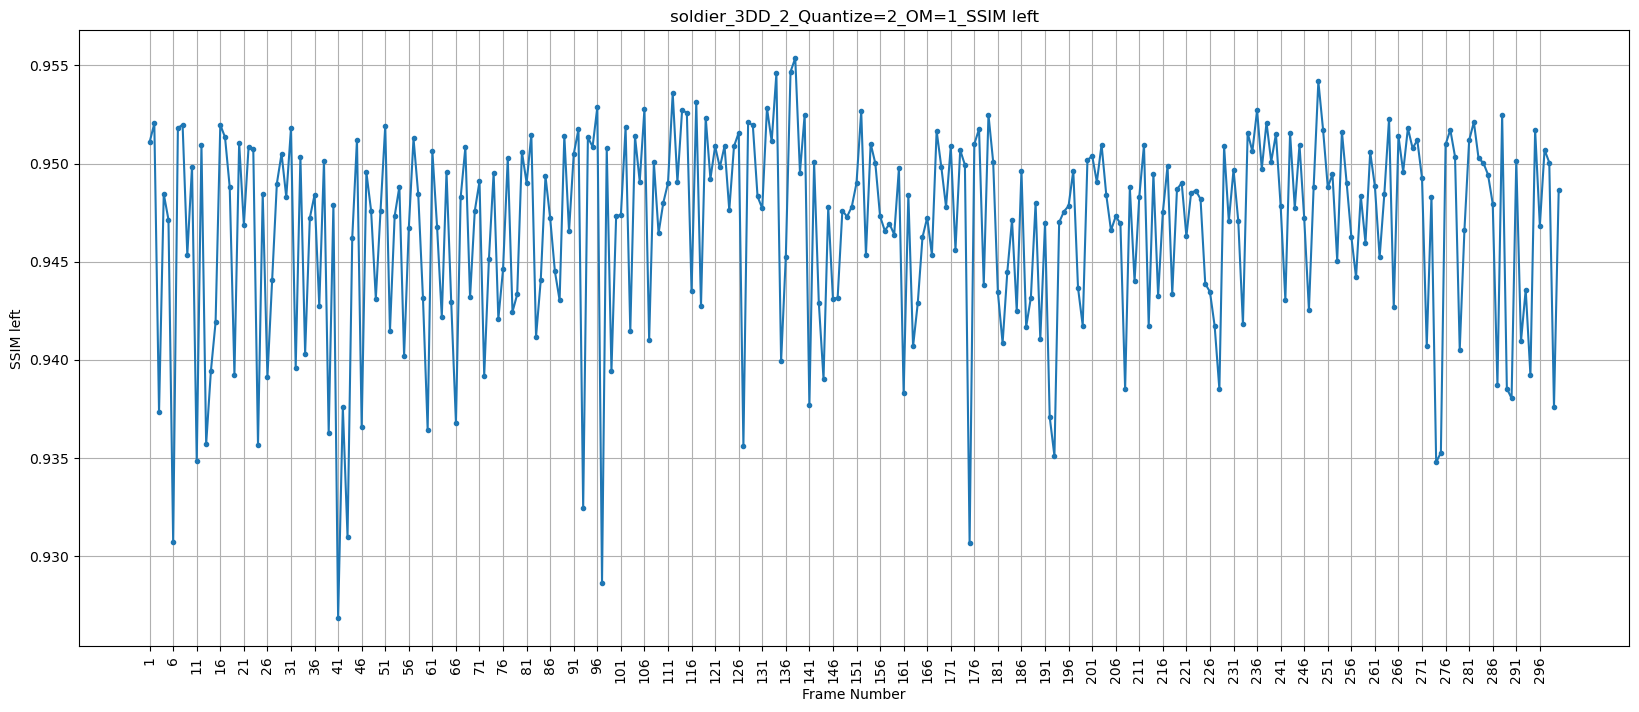 soldier_3DD_2_Quantize=2_OM=1_SSIM left
SSIM left
0.955
0.950
0.945
0.940
0.935
0.930
1 6 11 16 21 26 31 36 41 46 51 56 61 66 71 76 81 86 91 96 101 106 111 116 121 126 131 136 141 146 151 156 161 166 171 176 181 186 191 196 201 206 211 216 221 226 231 236 241 246 251 256 261 266 271 276 281 286 291 296
Frame Number